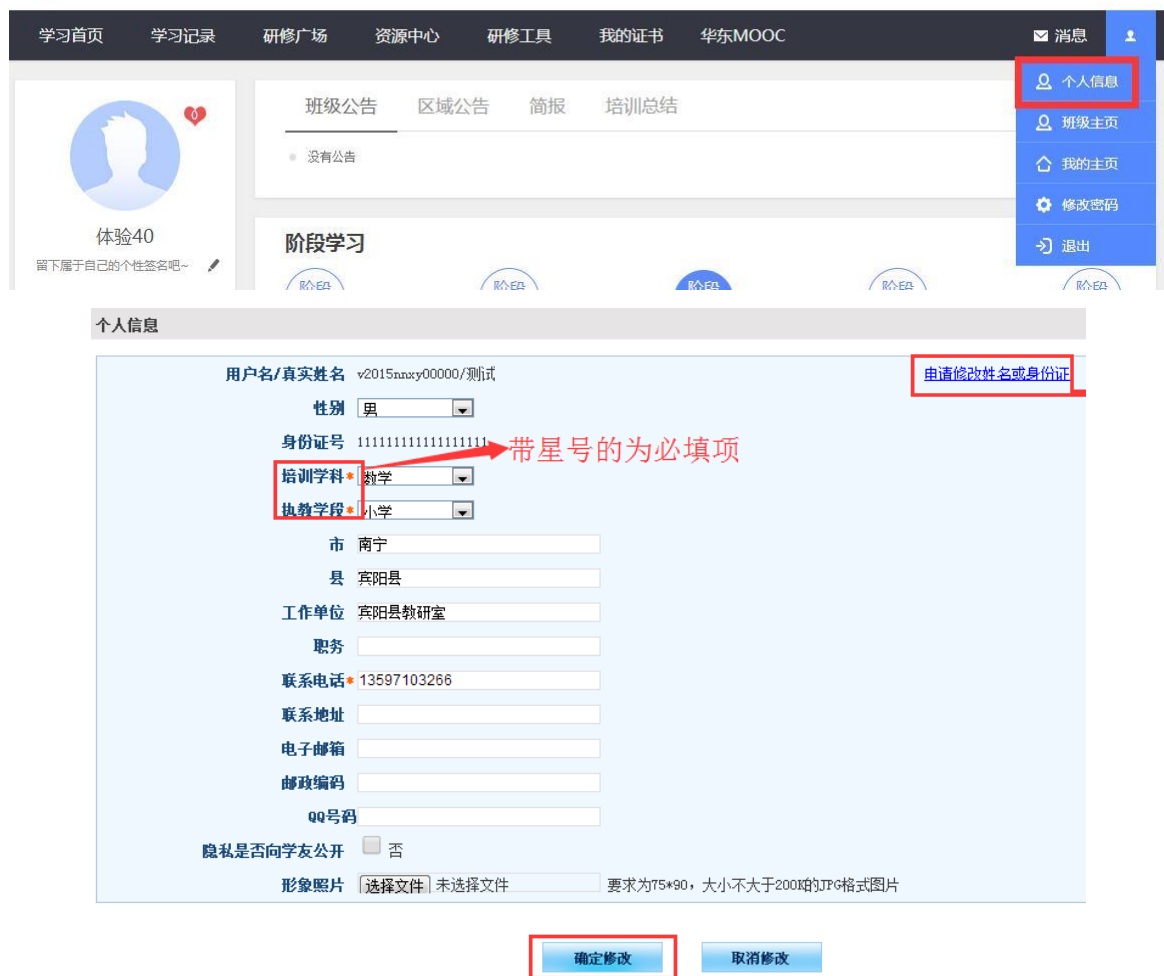 学习首页 学习记录 研修广场 资源中心 研修工具 我的证书 华东MOOC 消息
个人信息
班级公告 区域公告 简报 培训总结
班级主页
没有公告
我的主页
修改密码
体验40
阶段学习
退出
留下属于自己的个性签名吧~
阶段 阶段 阶段 阶段 阶段
个人信息
用户名/真实姓名 v2015nnxy00000/测试 申请修改姓名或身份证
性别 男
身份证号 111111111111111111
带星号的为必填项
培训学科* 数学
执教学段* 小学
市 南宁
县 宾阳县
工作单位 宾阳县教研室
职务
联系电话* 13597103266
联系地址
电子邮箱
邮政编码
QQ号码
隐私是否向学友公开 否
形象照片 选择文件 未选择文件 要求为75*90，大小不大于200K的JPG格式图片
确定修改 取消修改